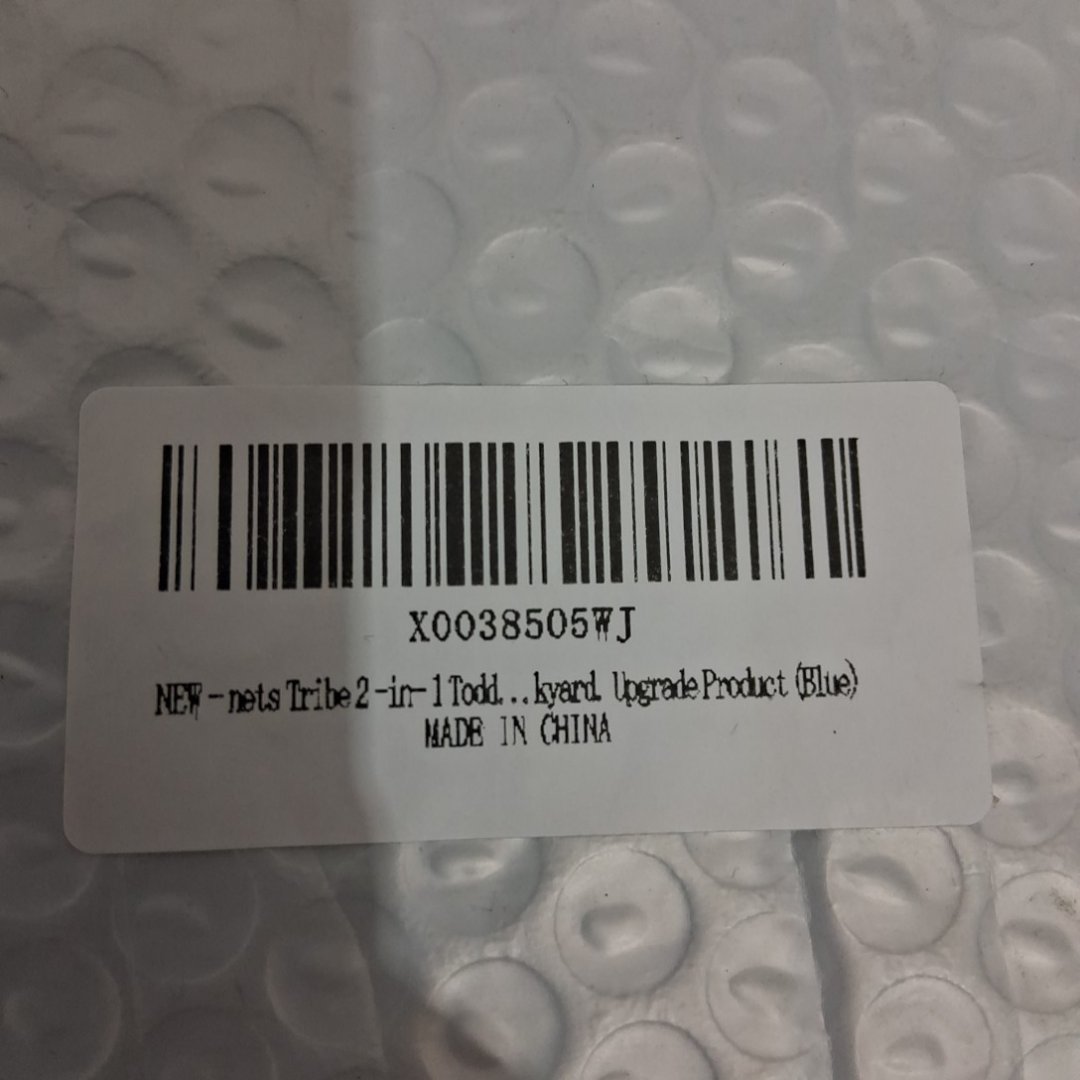 X0038505WJ
NEW - nets Tribe 2 -in- 1 Todd...kyard. Upgrade Product (Blue)
MADE IN CHINA